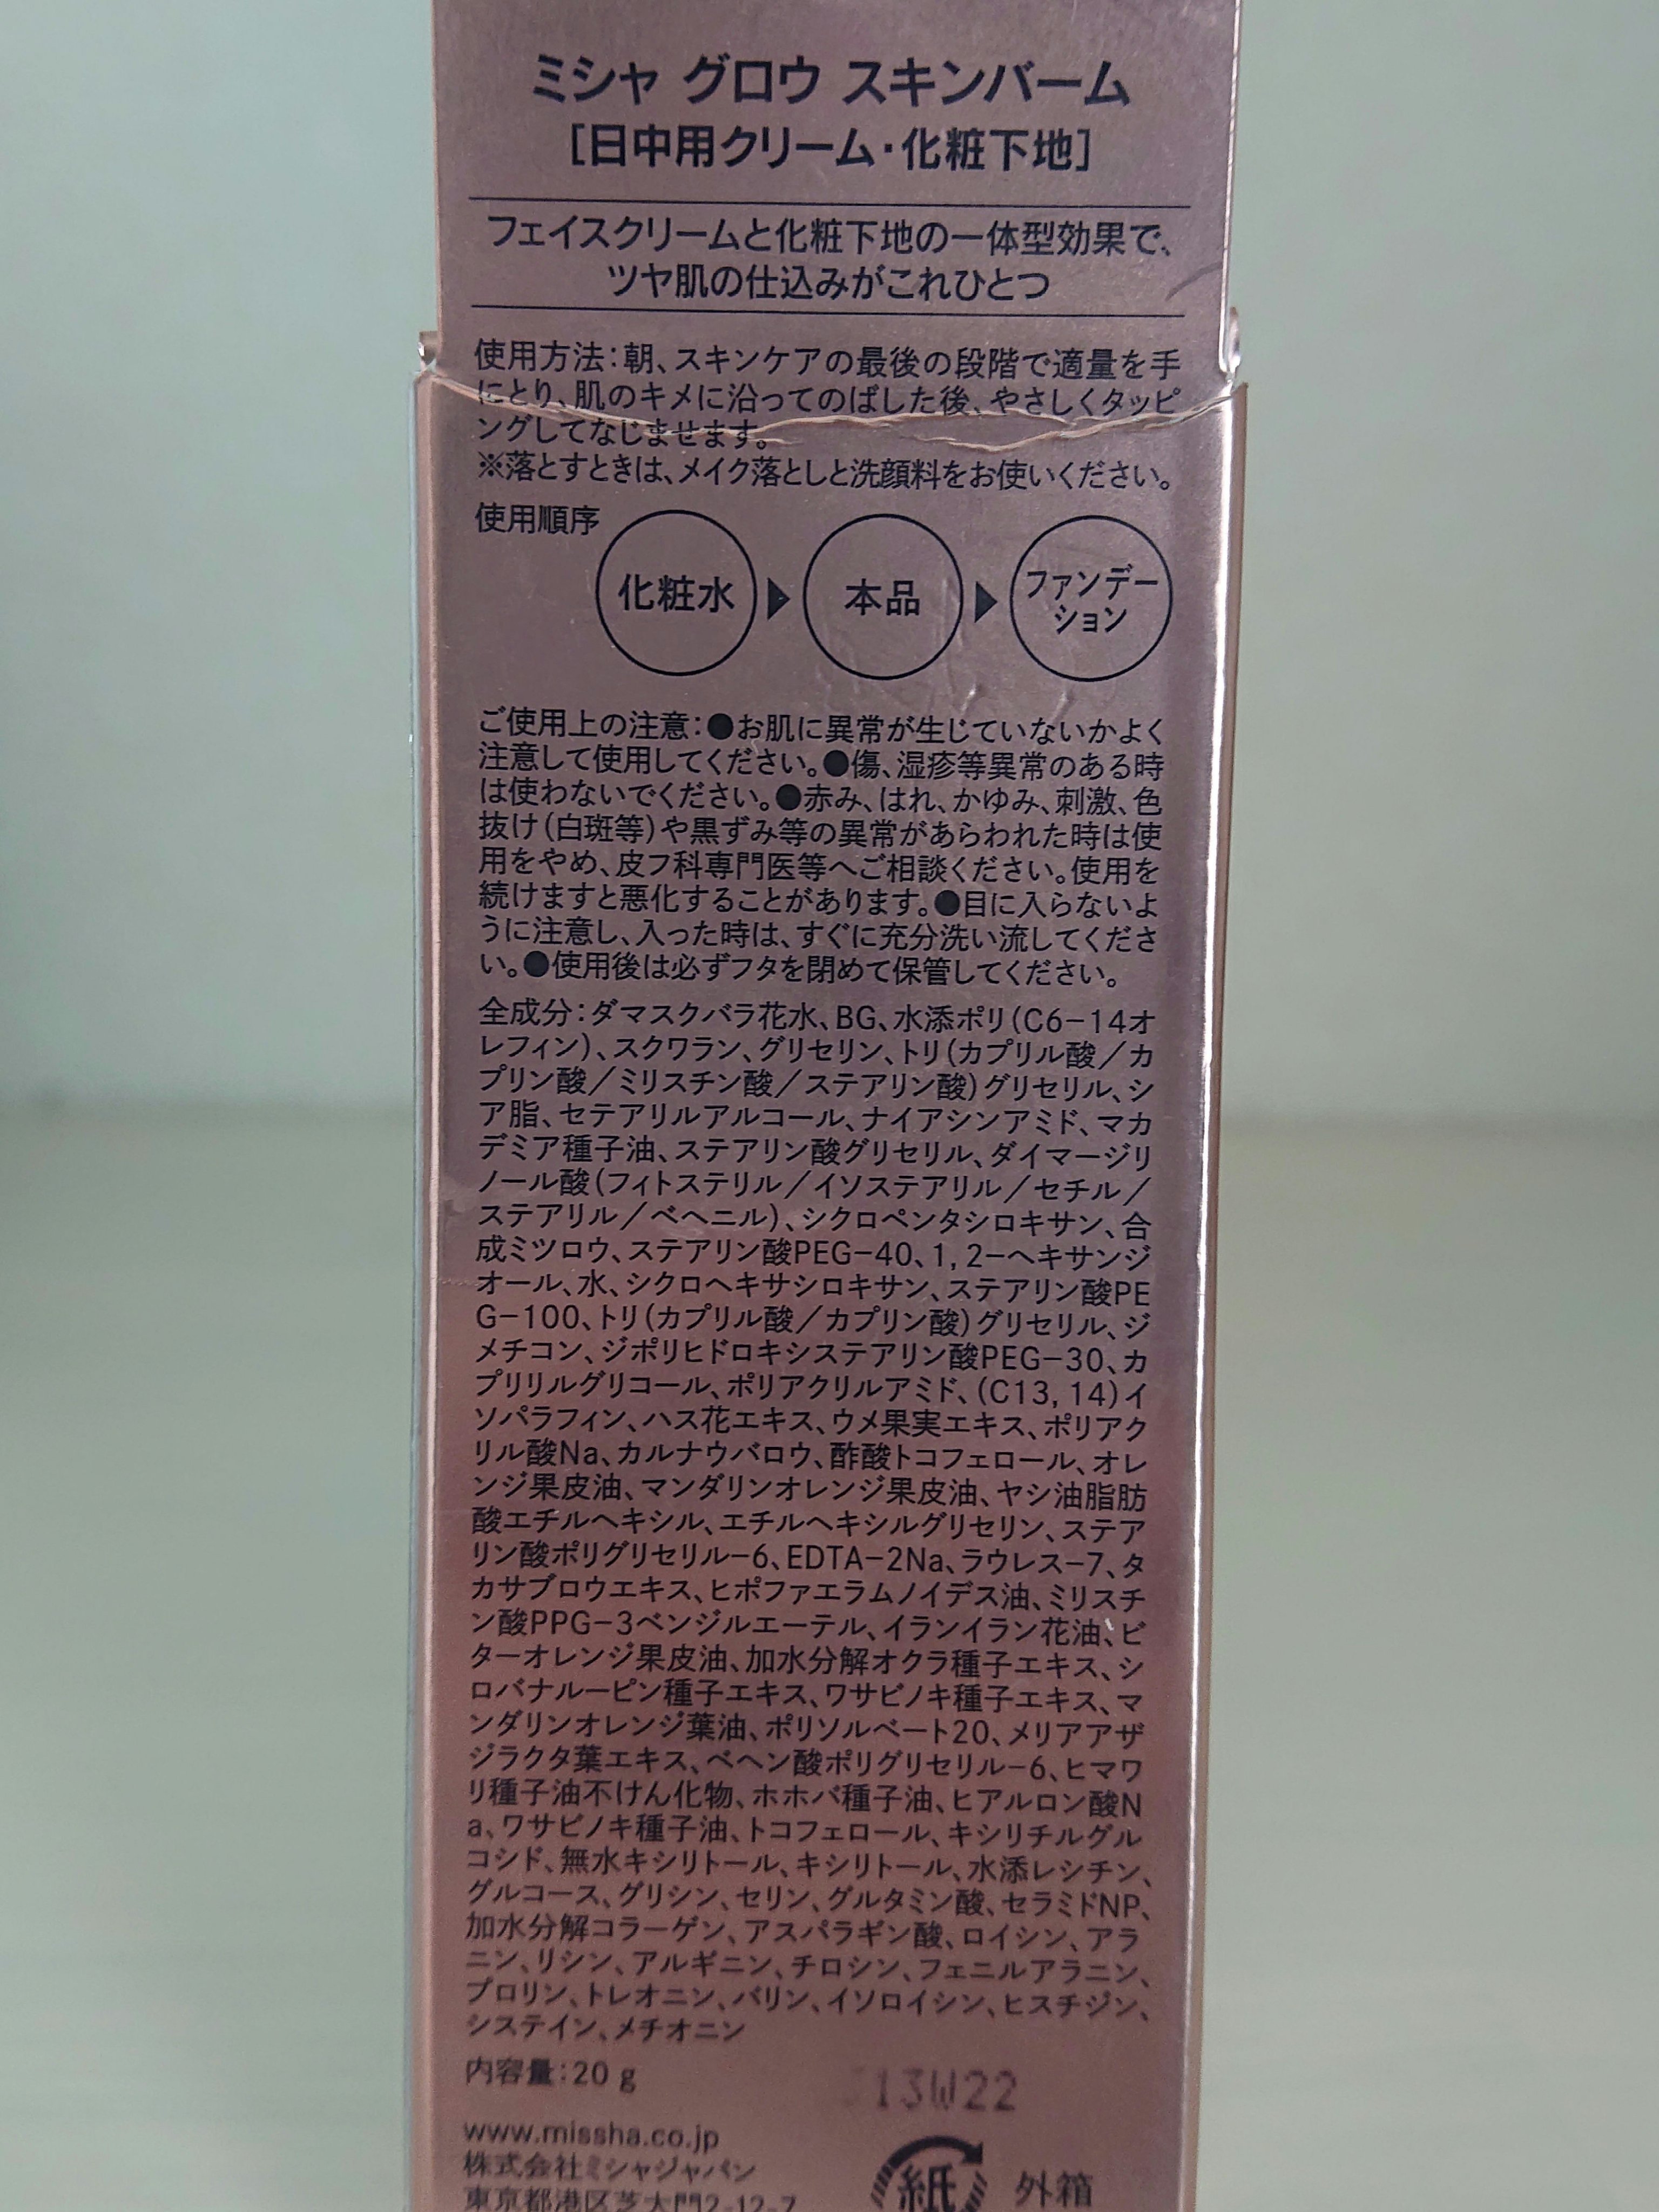 ミシャ グロウ スキンバーム
[日中用クリーム・化粧下地]
フェイスクリームと化粧下地の一体型効果で、
ツヤ肌の仕込みがこれひとつ
使用方法:朝、スキンケアの最後の段階で適量を手
にとり、肌のキメに沿ってのばした後、やさしくタッピ
ングしてなじませます。
※落とすときは、メイク落としと洗顔料をお使いください。
使用順序
化粧水
本品
ファンデー
ション
ご使用上の注意:●お肌に異常が生じていないかよく
注意して使用してください。●傷、湿疹等異常のある時
は使わないでください。●赤み、はれ、かゆみ、刺激、色
抜け(白斑等)や黒ずみ等の異常があらわれた時は使
用をやめ、皮フ科専門医等へご相談ください。使用を
続けますと悪化することがあります。●目に入らないよ
うに注意し、入った時は、すぐに充分洗い流してくださ
い。●使用後は必ずフタを閉めて保管してください。
全成分:ダマスクバラ花水、BG、水添ポリ(C6-14オ
レフィン)、スクワラン、グリセリン、トリ(カプリル酸/カ
プリン酸/ミリスチン酸/ステアリン酸)グリセリル、シ
ア脂、セテアリルアルコール、ナイアシンアミド、マカ
デミア種子油、ステアリン酸グリセリル、ダイマージリ
ノール酸(フィトステリル/イソステアリル/セチル/
ステアリル/ベヘニル)、シクロペンタシロキサン、合
成ミツロウ、ステアリン酸PEG-40、1,2-ヘキサンジ
オール、水、シクロヘキサシロキサン、ステアリン酸PE
G-100、トリ(カプリル酸/カプリン酸)グリセリル、ジ
メチコン、ジポリヒドロキシステアリン酸PEG-30、カ
プリリルグリコール、ポリアクリルアミド、(C13,14)イ
ソパラフィン、ハス花エキス、ウメ果実エキス、ポリアク
リル酸Na、カルナウバロウ、酢酸トコフェロール、オレ
ンジ果皮油、マンダリンオレンジ果皮油、ヤシ油脂肪
酸エチルヘキシル、エチルヘキシルグリセリン、ステア
リン酸ポリグリセリル-6、EDTA-2Na、ラウレス-7、タ
カサブロウエキス、ヒポファエラムノイデス油、ミリスチ
ン酸PPG-3ベンジルエーテル、イランイラン花油、ビ
ターオレンジ果皮油、加水分解オクラ種子エキス、シ
ロバナルーピン種子エキス、ワサビノキ種子エキス、マ
ンダリンオレンジ葉油、ポリソルベート20、メリアアザ
ジラクタ葉エキス、ベヘン酸ポリグリセリル-6、ヒマワ
リ種子油不けん化物、ホホバ種子油、ヒアルロン酸N
a、ワサビノキ種子油、トコフェロール、キシリチルグル
コシド、無水キシリトール、キシリトール、水添レシチン、
グルコース、グリシン、セリン、グルタミン酸、セラミドNP、
加水分解コラーゲン、アスパラギン酸、ロイシン、アラ
ニン、リシン、アルギニン、チロシン、フェニルアラニン、
プロリン、トレオニン、バリン、イソロイシン、ヒスチジン、
システイン、メチオニン
内容量:20 g
13W22
www.missha.co.jp
株式会社ミシャジャパン
東京都港区芝大門2-12-7
紙
外箱